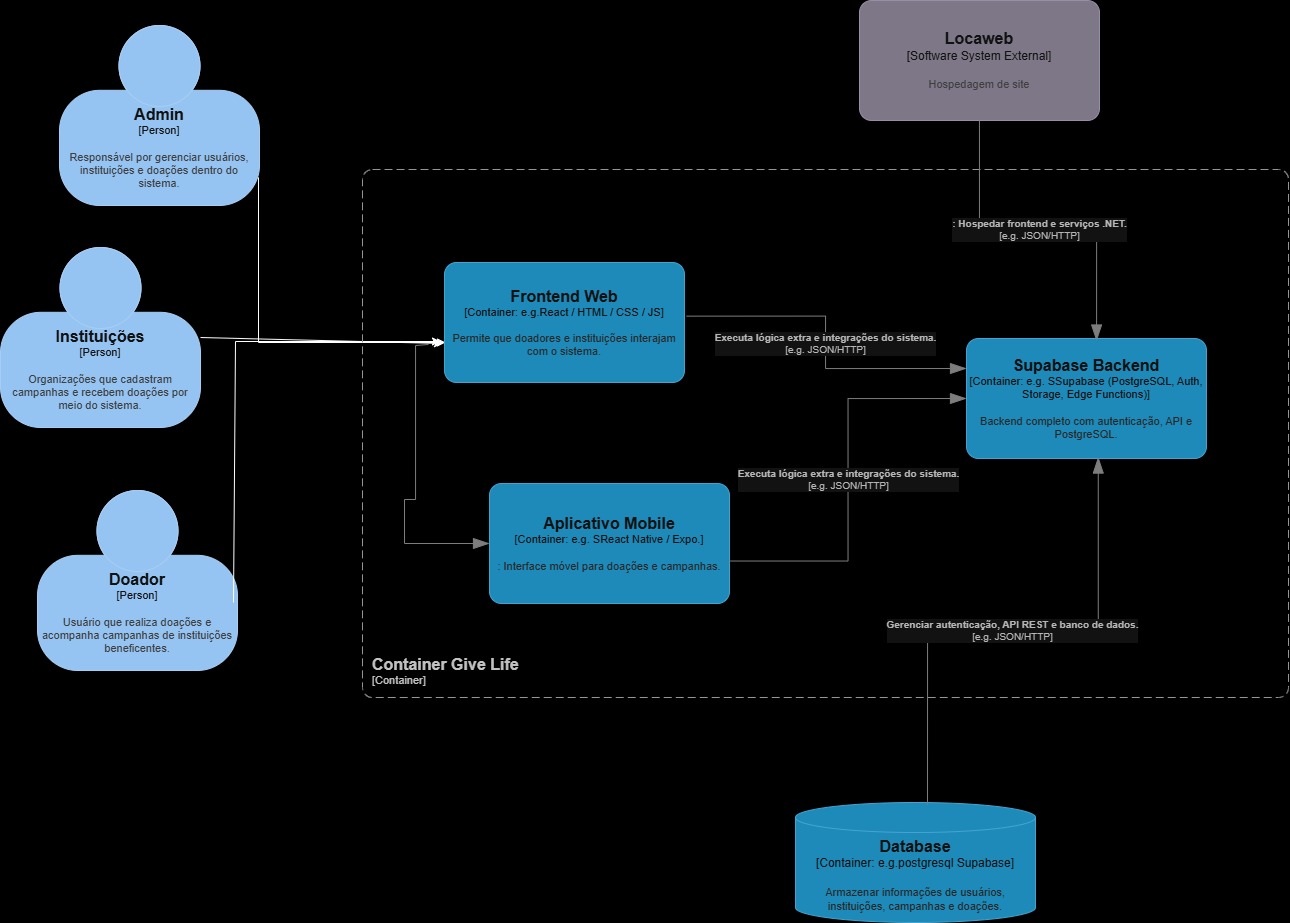 Locaweb
[Software System External]
Hospedagem de site
Admin
[Person]
Responsável por gerenciar usuários,
instituições e doações dentro do
sistema.
: Hospedar frontend e serviços .NET.
[e.g. JSON/HTTP]
Instituições
[Person]
Organizações que cadastram
campanhas e recebem doações por
meio do sistema.
Frontend Web
[Container: e.g.React / HTML / CSS / JS]
Permite que doadores e instituições interajam
com o sistema.
Executa lógica extra e integrações do sistema.
[e.g. JSON/HTTP]
Supabase Backend
[Container: e.g. SSupabase (PostgreSQL, Auth,
Storage, Edge Functions)]
Backend completo com autenticação, API e
PostgreSQL.
Executa lógica extra e integrações do sistema.
[e.g. JSON/HTTP]
Aplicativo Mobile
[Container: e.g. SReact Native / Expo.]
: Interface móvel para doações e campanhas.
Doador
[Person]
Usuário que realiza doações e
acompanha campanhas de instituições
beneficentes.
Gerenciar autenticação, API REST e banco de dados.
[e.g. JSON/HTTP]
Container Give Life
[Container]
Database
[Container: e.g.postgresql Supabase]
Armazenar informações de usuários,
instituições, campanhas e doações.